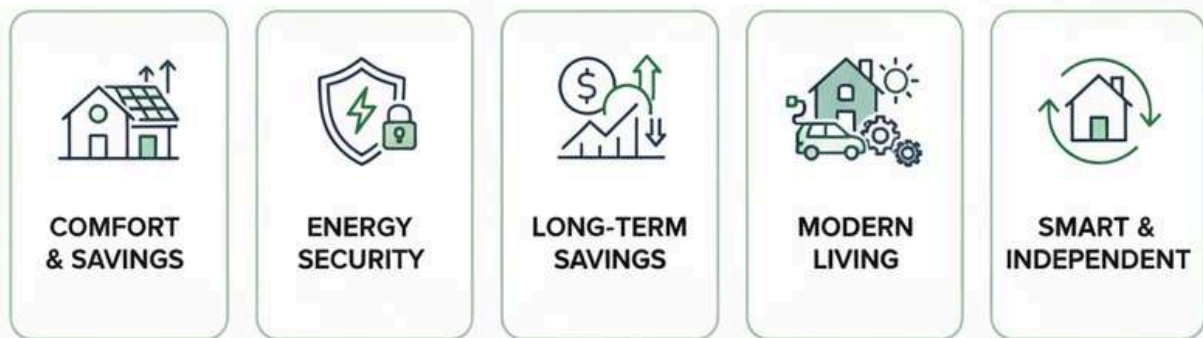 COMFORT
& SAVINGS
ENERGY
SECURITY
$
LONG-TERM
SAVINGS
MODERN
LIVING
SMART &
INDEPENDENT